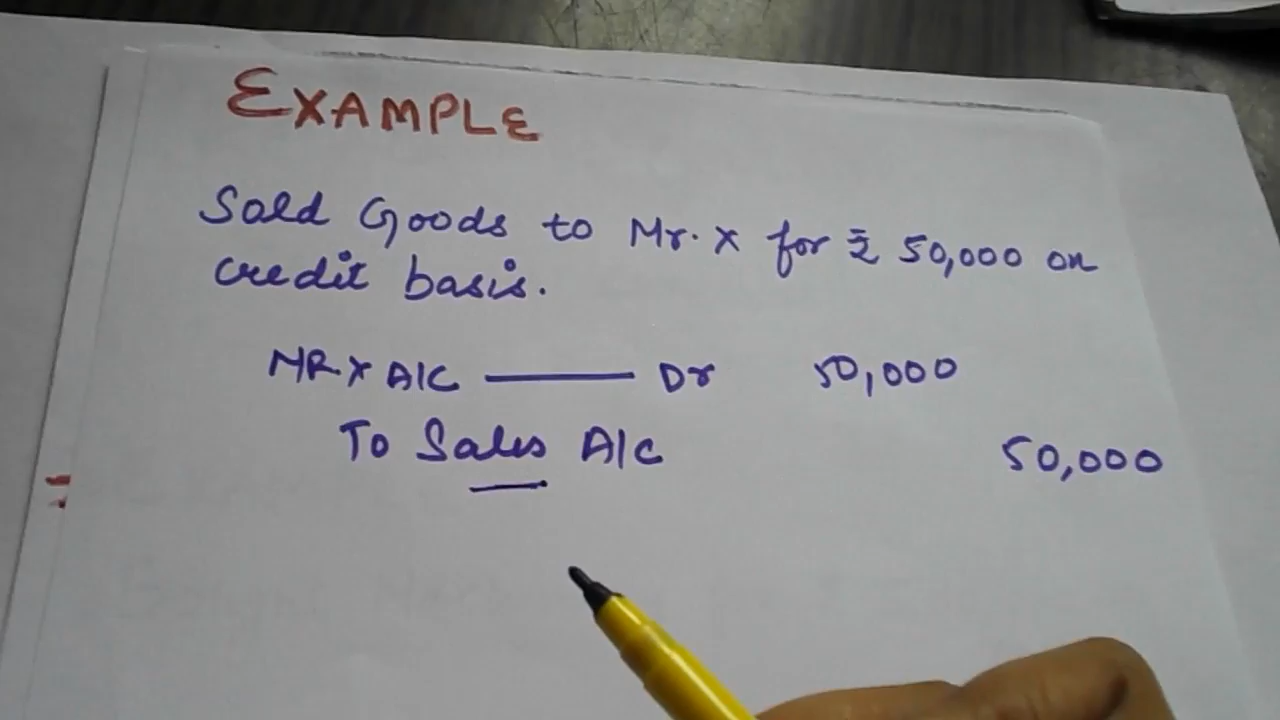 EXAMPLE
Sold Goods to Mr. X for ₹ 50,000 on
credit basis.
MR X A/C ——— Dr 50,000
To Sales A/C 50,000